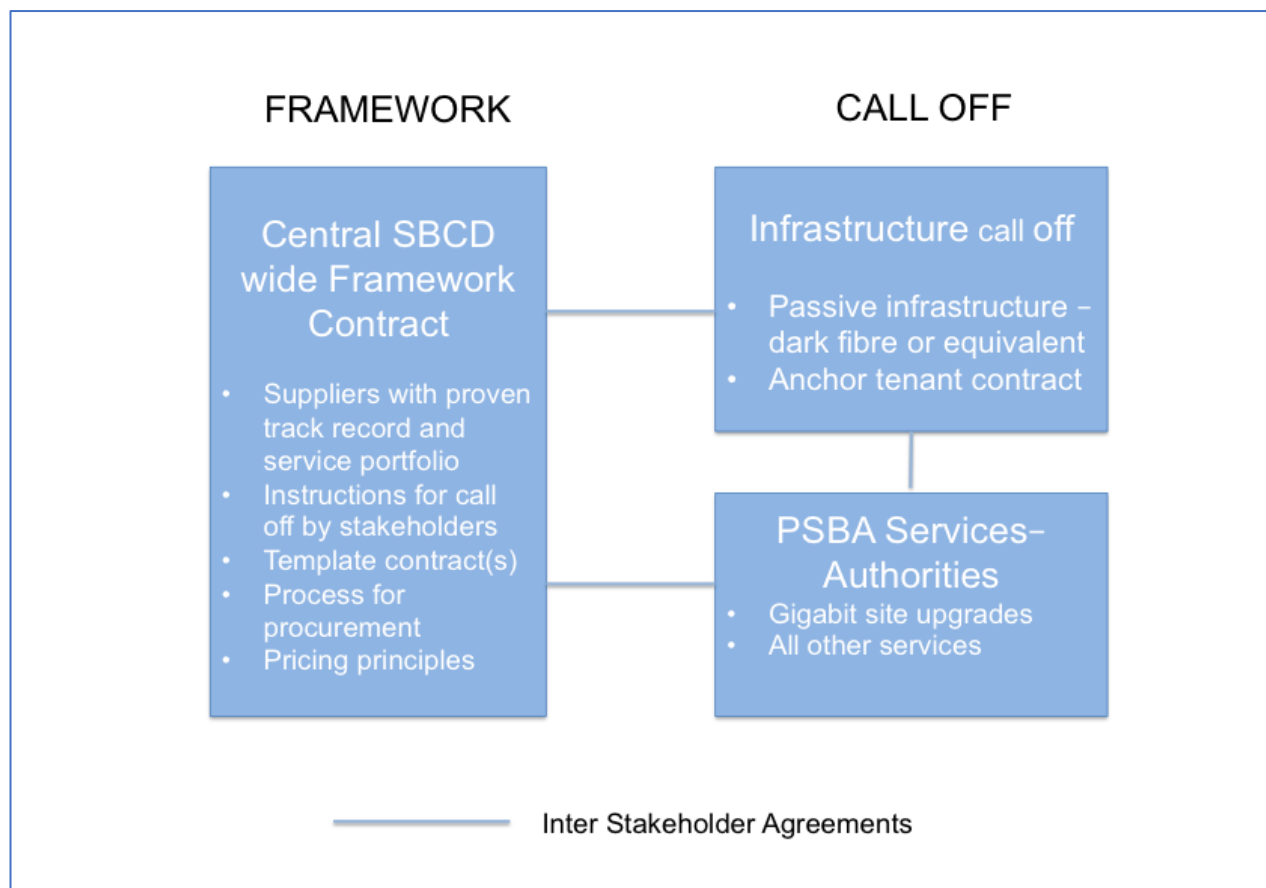 FRAMEWORK
Central SBCD
wide Framework
Contract
• Suppliers with proven
track record and
service portfolio
• Instructions for call
off by stakeholders
• Template contract(s)
• Process for
procurement
• Pricing principles
CALL OFF
Infrastructure call off
• Passive infrastructure –
dark fibre or equivalent
• Anchor tenant contract
PSBA Services–
Authorities
• Gigabit site upgrades
• All other services
Inter Stakeholder Agreements